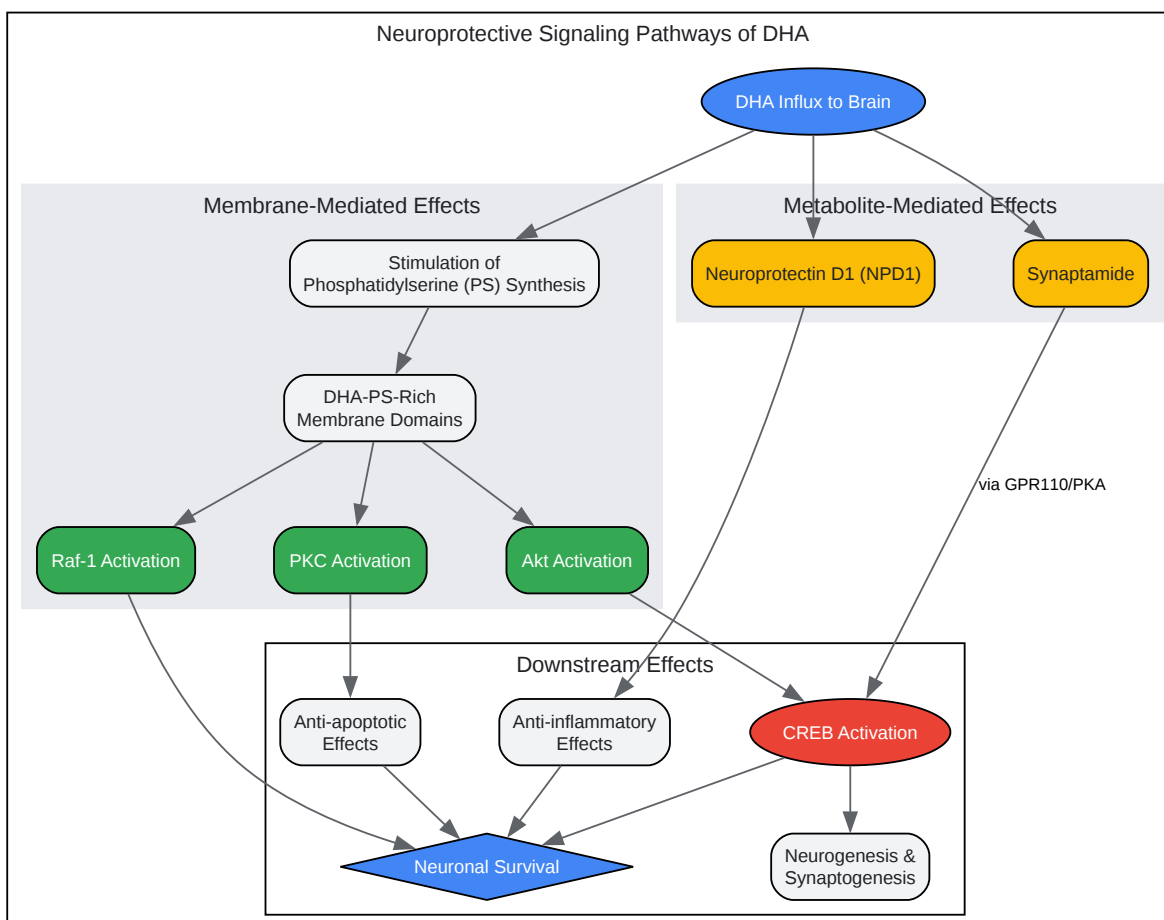 Neuroprotective Signaling Pathways of DHA
DHA Influx to Brain
Membrane-Mediated Effects
Metabolite-Mediated Effects
Stimulation of
Phosphatidylserine (PS) Synthesis
Neuroprotectin D1 (NPD1)
Synaptamide
DHA-PS-Rich
Membrane Domains
via GPR110/PKA
Raf-1 Activation
PKC Activation
Akt Activation
Downstream Effects
Anti-apoptotic
Effects
Anti-inflammatory
Effects
CREB Activation
Neuronal Survival
Neurogenesis &
Synaptogenesis